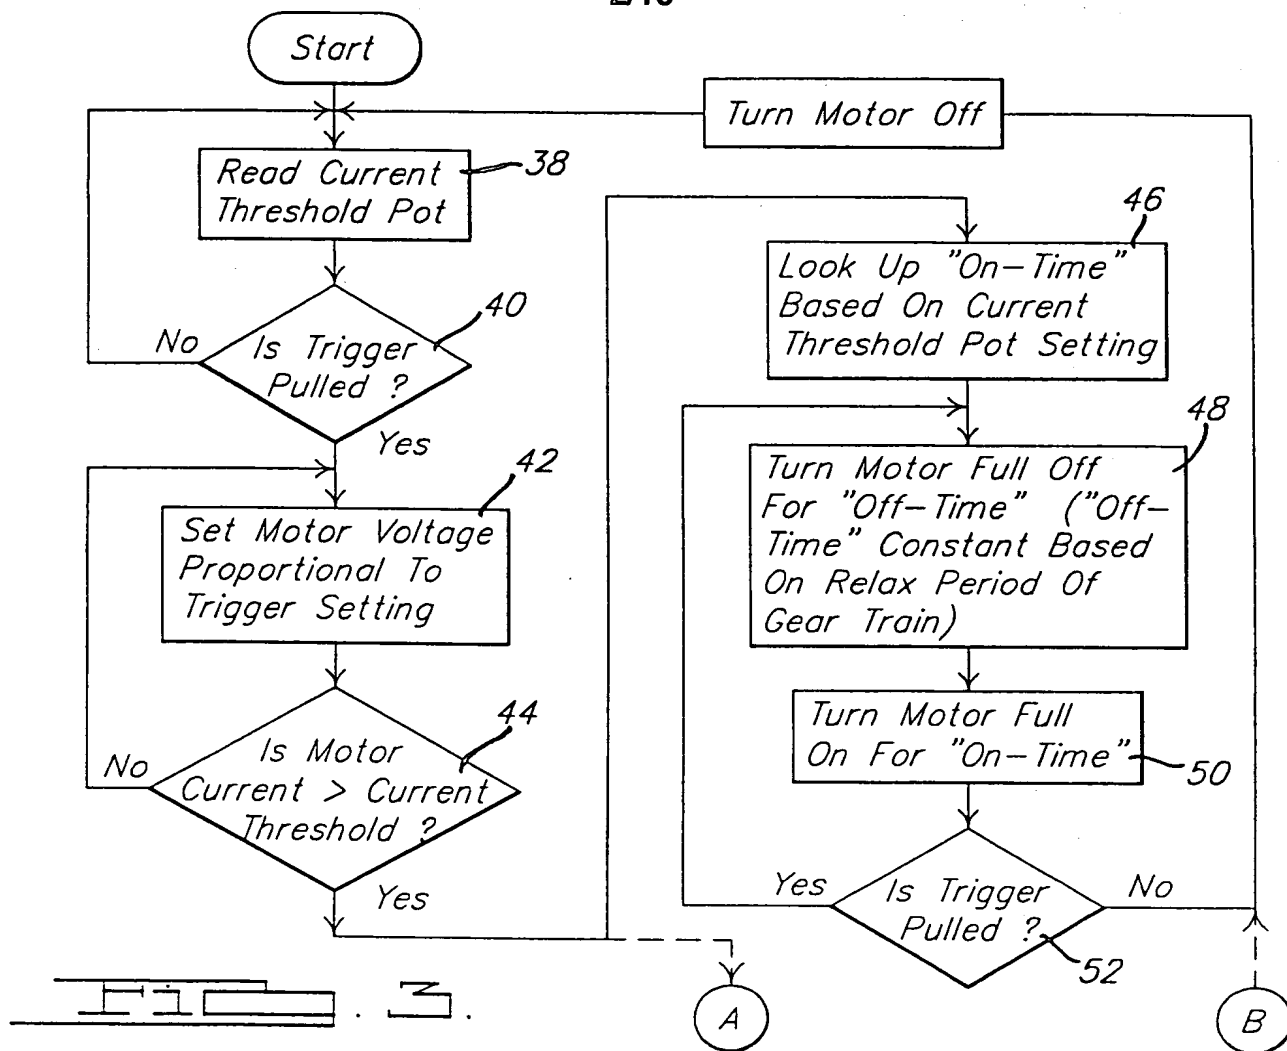 Start
Turn Motor Off
Read Current
Threshold Pot
38
Is Trigger
Pulled ?
40
No
Yes
Set Motor Voltage
Proportional To
Trigger Setting
42
Is Motor
Current > Current
Threshold ?
44
No
Yes
Look Up "On-Time"
Based On Current
Threshold Pot Setting
46
Turn Motor Full Off
For "Off-Time" ("Off-
Time" Constant Based
On Relax Period Of
Gear Train)
48
Turn Motor Full
On For "On-Time"
50
Is Trigger
Pulled ?
52
Yes
No
A
B
FIG. 3.